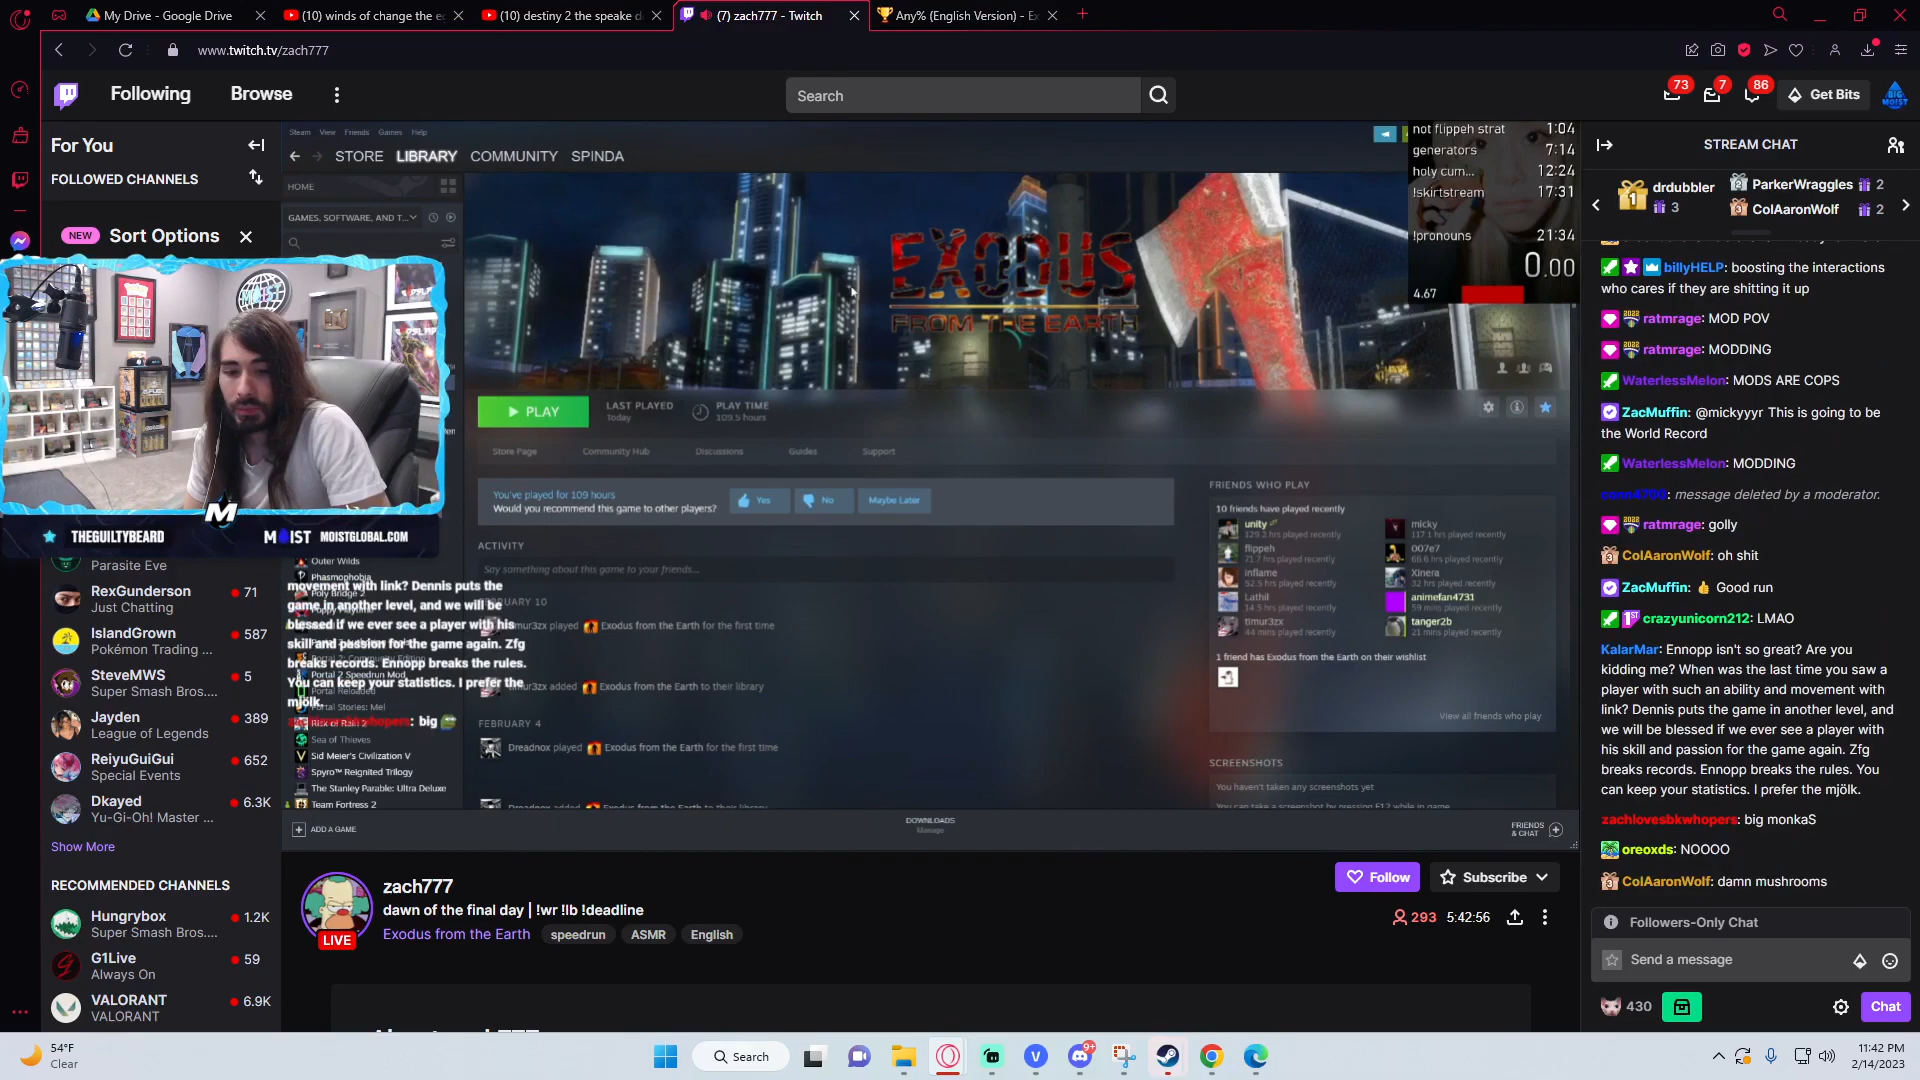 My Drive - Google Drive
(10) winds of change the e
(10) destiny 2 the speake d
(7) zach777 - Twitch
Any% (English Version) - Ex
www.twitch.tv/zach777
Following
Browse
Search
73
7
86
Get Bits
For You
FOLLOWED CHANNELS
NEW
Sort Options
THEGUILTYBEARD
MOIST
MOISTGLOBAL.COM
Parasite Eve
RexGunderson
71
Just Chatting
IslandGrown
587
Pokémon Trading ...
SteveMWS
5
Super Smash Bros....
Jayden
389
League of Legends
ReiyuGuiGui
652
Special Events
Dkayed
6.3K
Yu-Gi-Oh! Master ...
Show More
RECOMMENDED CHANNELS
Hungrybox
1.2K
Super Smash Bros....
G1Live
59
Always On
VALORANT
6.9K
VALORANT
Steam View Friends Games Help
STORE LIBRARY COMMUNITY SPINDA
HOME
GAMES, SOFTWARE, AND T...
EXODUS
FROM THE EARTH
not flippeh strat 1:04
generators 7:14
holy cum... 12:24
!skirtstream 17:31
!pronouns 21:34
0.00
4.67
PLAY
LAST PLAYED
Today
PLAY TIME
109.5 hours
Store Page
Community Hub
Discussions
Guides
Support
You've played for 109 hours
Would you recommend this game to other players?
Yes
No
Maybe Later
ACTIVITY
Say something about this game to your friends...
timur3zx played Exodus from the Earth for the first time
added Exodus from the Earth to their library
FEBRUARY 4
Dreadnox played Exodus from the Earth for the first time
Dreadnox added Exodus from the Earth to their library
FRIENDS WHO PLAY
10 friends have played recently
unity
129.2 hrs played recently
micky
117.1 hrs played recently
flippeh
71.7 hrs played recently
007e7
66.6 hrs played recently
inflame
52.5 hrs played recently
Xinera
32 hrs played recently
Lathil
14.5 hrs played recently
animefan4731
59 mins played recently
timur3zx
44 mins played recently
tanger2b
21 mins played recently
1 friend has Exodus from the Earth on their wishlist
View all friends who play
SCREENSHOTS
You haven't taken any screenshots yet
You can take a screenshot by pressing F12 while in game
Outer Wilds
Phasmophobia
Poly Bridge 2
movement with link? Dennis puts the
game in another level, and we will be
blessed if we ever see a player with his
skill and passion for the game again. Zfg
breaks records. Ennopp breaks the rules.
You can keep your statistics. I prefer the
mjölk.
zachlovesbkwhopers: big
Portal 2 Speedrun Mod
Portal Reloaded
Portal Stories: Mel
Risk of Rain 2
Sea of Thieves
Sid Meier's Civilization V
Spyro™ Reignited Trilogy
The Stanley Parable: Ultra Deluxe
Team Fortress 2
ADD A GAME
DOWNLOADS
Manage
FRIENDS
& CHAT
LIVE
zach777
dawn of the final day | !wr !lb !deadline
Exodus from the Earth
speedrun
ASMR
English
Follow
Subscribe
293
5:42:56
STREAM CHAT
1
drdubbler
3
ParkerWraggles 2
ColAaronWolf 2
billyHELP: boosting the interactions
who cares if they are shitting it up
ratmrage: MOD POV
ratmrage: MODDING
WaterlessMelon: MODS ARE COPS
ZacMuffin: @mickyyyr This is going to be
the World Record
WaterlessMelon: MODDING
message deleted by a moderator.
ratmrage: golly
ColAaronWolf: oh shit
ZacMuffin: 👍 Good run
crazyunicorn212: LMAO
KalarMar: Ennopp isn't so great? Are you
kidding me? When was the last time you saw a
player with such an ability and movement with
link? Dennis puts the game in another level, and
we will be blessed if we ever see a player with
his skill and passion for the game again. Zfg
breaks records. Ennopp breaks the rules. You
can keep your statistics. I prefer the mjölk.
zachlovesbkwhopers: big monkaS
oreoxds: NOOOO
ColAaronWolf: damn mushrooms
Followers-Only Chat
Send a message
430
Chat
54°F
Clear
Search
9+
11:42 PM
2/14/2023